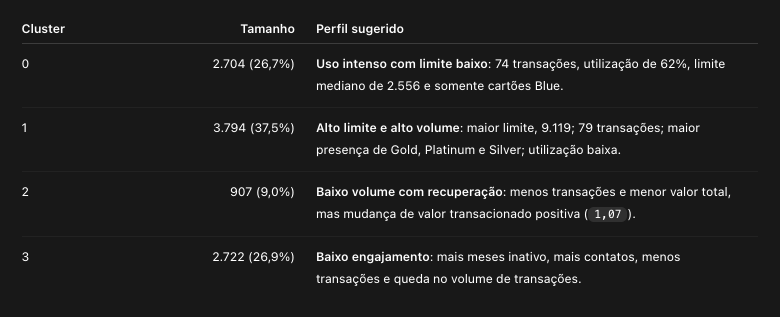 Cluster Tamanho Perfil sugerido
0 2.704 (26,7%) Uso intenso com limite baixo: 74 transações, utilização de 62%, limite
mediano de 2.556 e somente cartões Blue.
1 3.794 (37,5%) Alto limite e alto volume: maior limite, 9.119; 79 transações; maior
presença de Gold, Platinum e Silver; utilização baixa.
2 907 (9,0%) Baixo volume com recuperação: menos transações e menor valor total,
mas mudança de valor transacionado positiva ( 1,07 ).
3 2.722 (26,9%) Baixo engajamento: mais meses inativo, mais contatos, menos
transações e queda no volume de transações.